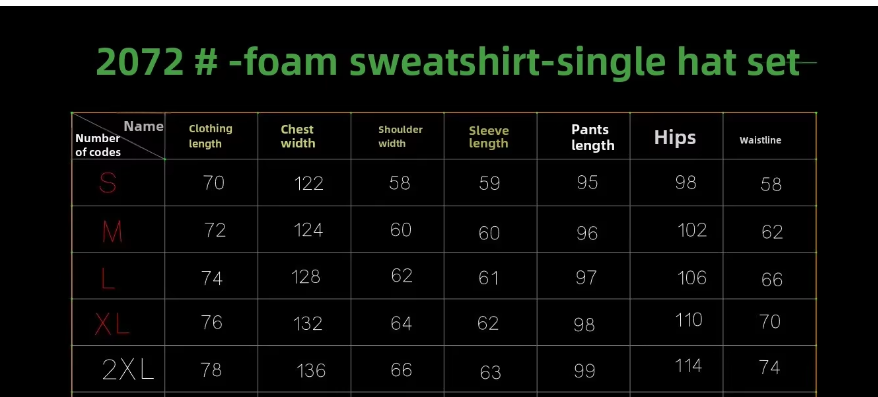 2072 # -foam sweatshirt-single hat set
Name
Number of codes
Clothing length
Chest width
Shoulder width
Sleeve length
Pants length
Hips
Waistline
S 70 122 58 59 95 98 58
M 72 124 60 60 96 102 62
L 74 128 62 61 97 106 66
XL 76 132 64 62 98 110 70
2XL 78 136 66 63 99 114 74